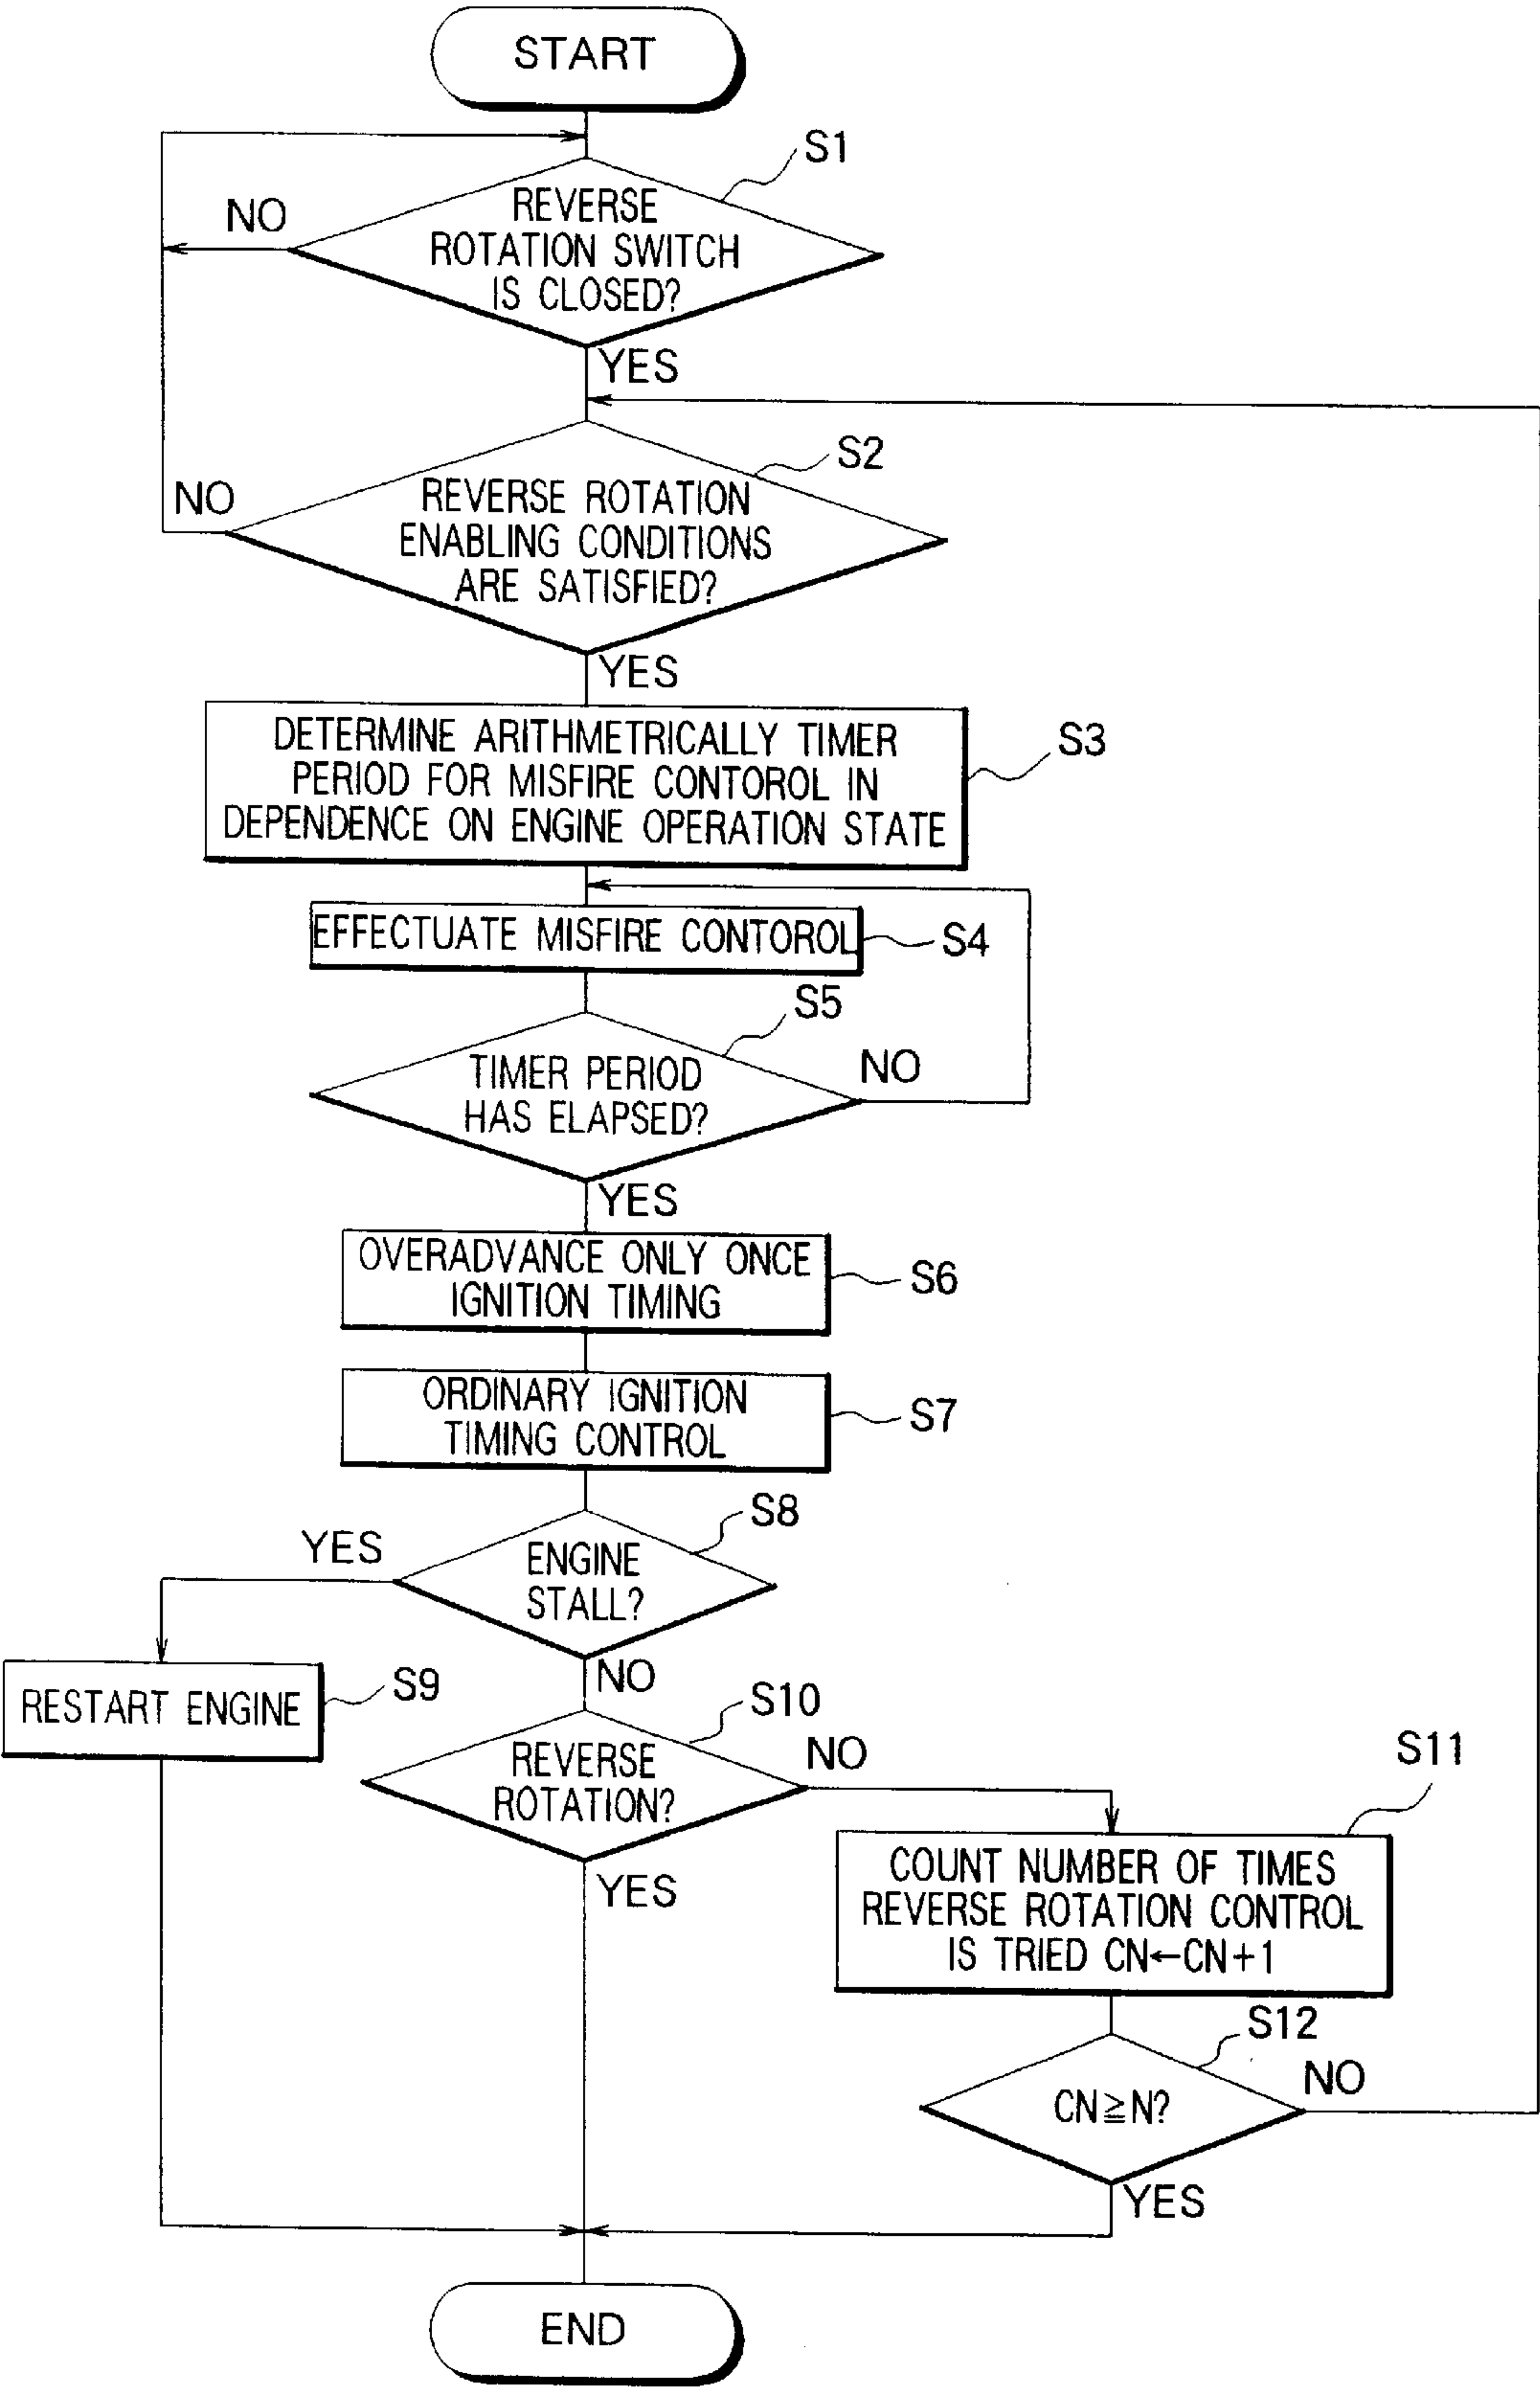 START
S1
REVERSE
ROTATION SWITCH
IS CLOSED?
NO
YES
S2
REVERSE ROTATION
ENABLING CONDITIONS
ARE SATISFIED?
NO
YES
DETERMINE ARITHMETRICALLY TIMER
PERIOD FOR MISFIRE CONTOROL IN
DEPENDENCE ON ENGINE OPERATION STATE
S3
EFFECTUATE MISFIRE CONTOROL
S4
S5
TIMER PERIOD
HAS ELAPSED?
NO
YES
OVERADVANCE ONLY ONCE
IGNITION TIMING
S6
ORDINARY IGNITION
TIMING CONTROL
S7
S8
YES
ENGINE
STALL?
NO
RESTART ENGINE
S9
S10
REVERSE
ROTATION?
NO
YES
S11
COUNT NUMBER OF TIMES
REVERSE ROTATION CONTROL
IS TRIED CN←CN+1
S12
CN≧N?
NO
YES
END